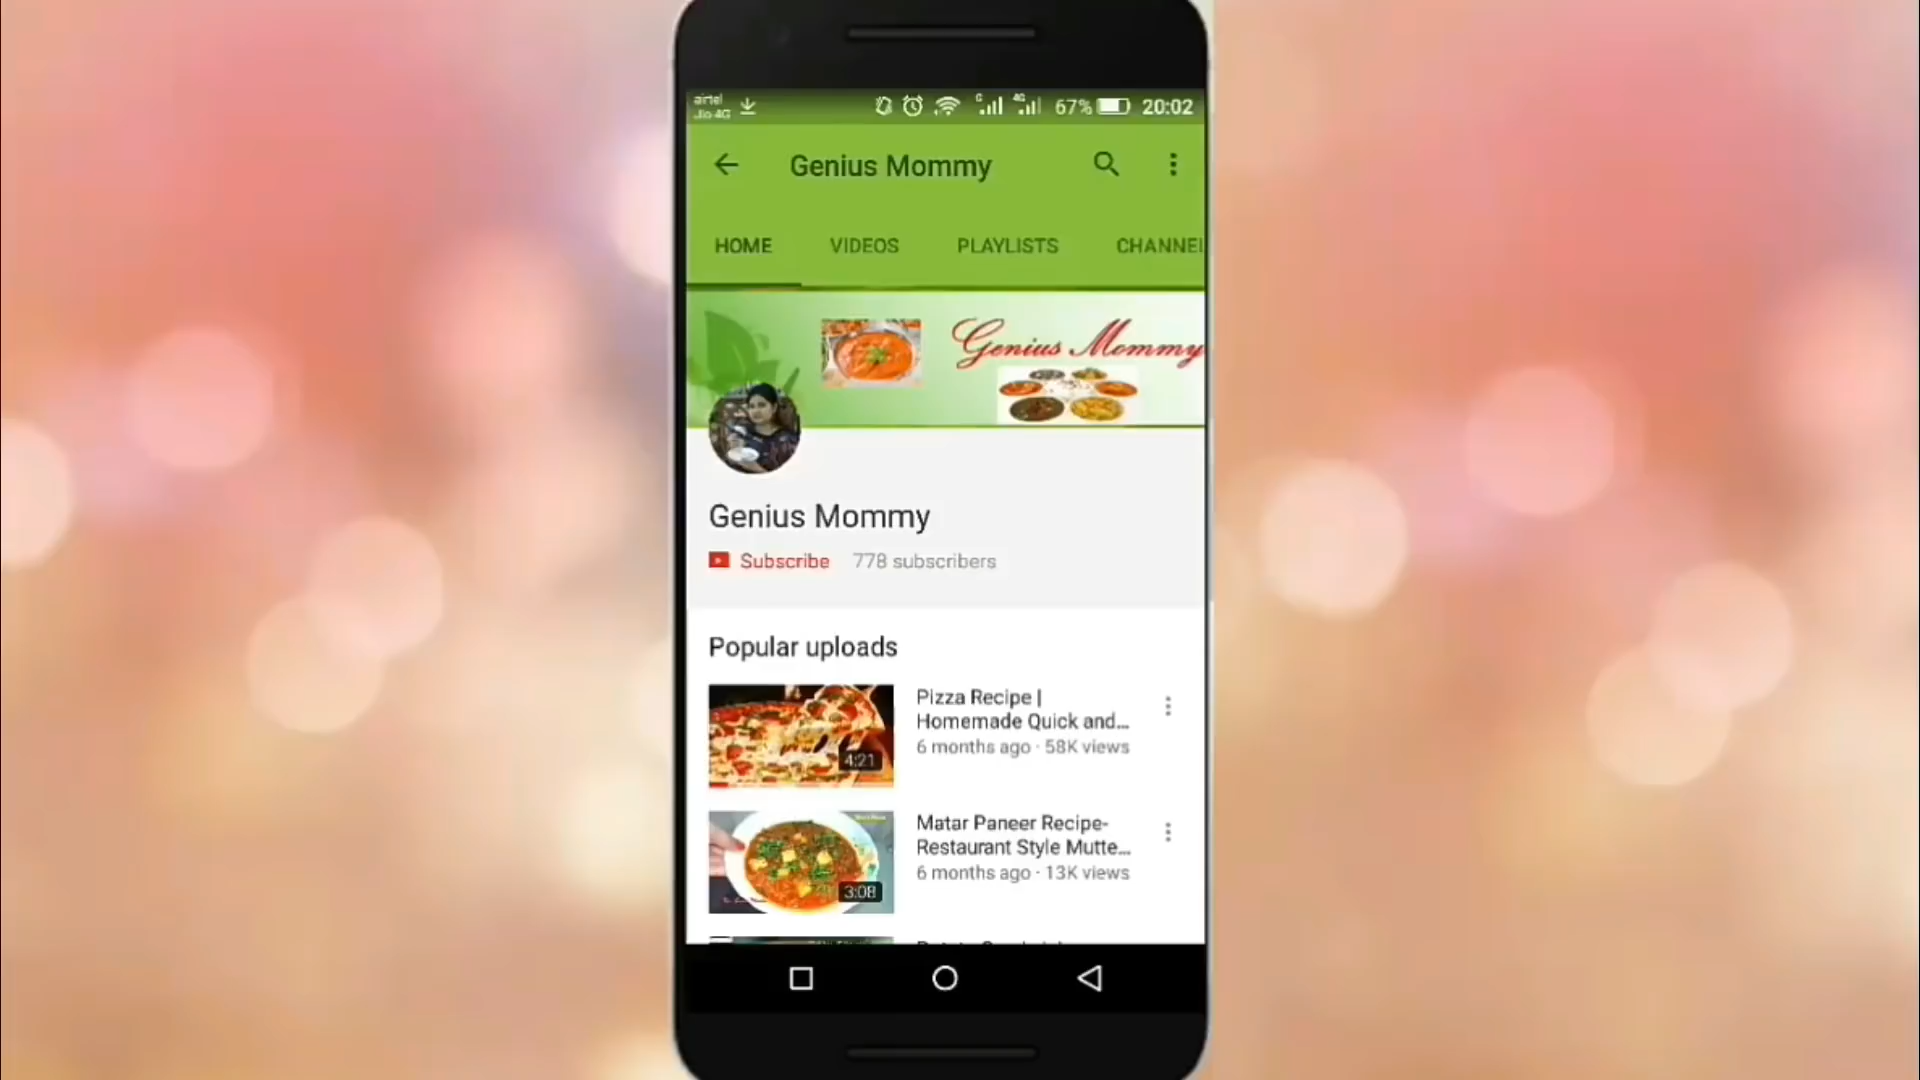 airtel
Jio 4G
67% 20:02
Genius Mommy
HOME VIDEOS PLAYLISTS CHANNEL
Genius Mommy
Genius Mommy
Subscribe 778 subscribers
Popular uploads
Pizza Recipe |
Homemade Quick and...
6 months ago · 58K views
4:21
Matar Paneer Recipe-
Restaurant Style Mutte...
6 months ago · 13K views
3:08